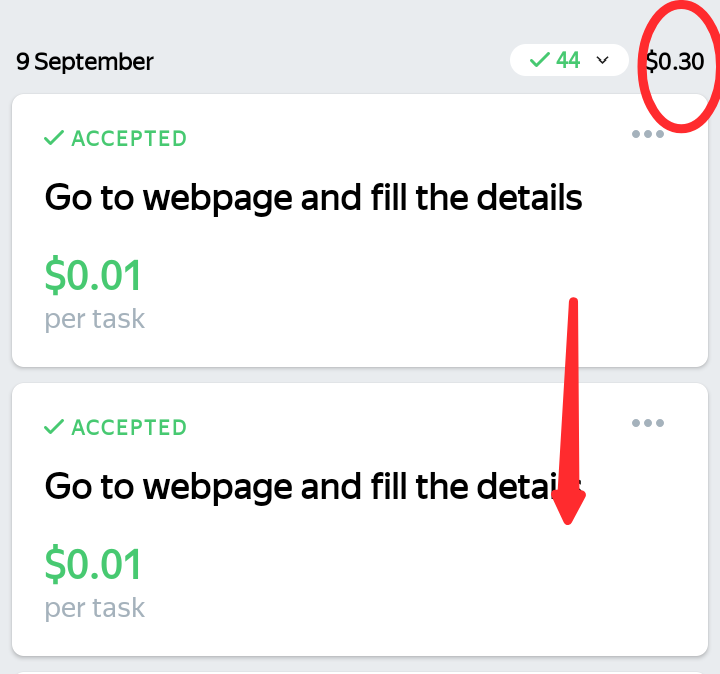 9 September
44
$0.30
ACCEPTED
Go to webpage and fill the details
$0.01
per task
ACCEPTED
Go to webpage and fill the details
$0.01
per task